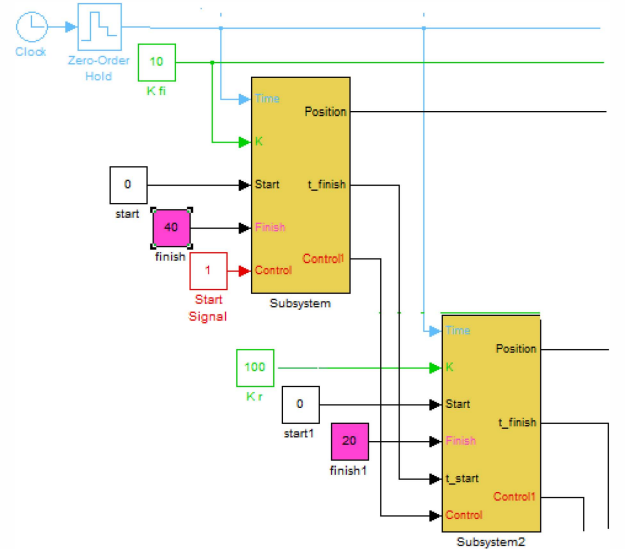 Clock
Zero-Order
Hold
10
K fi
Time
Position
K
0
start
Start
t_finish
40
finish
Finish
1
Start
Signal
Control
Control1
Subsystem
Time
Position
100
K r
K
0
start1
Start
t_finish
20
finish1
Finish
t_start
Control1
Control
Subsystem2